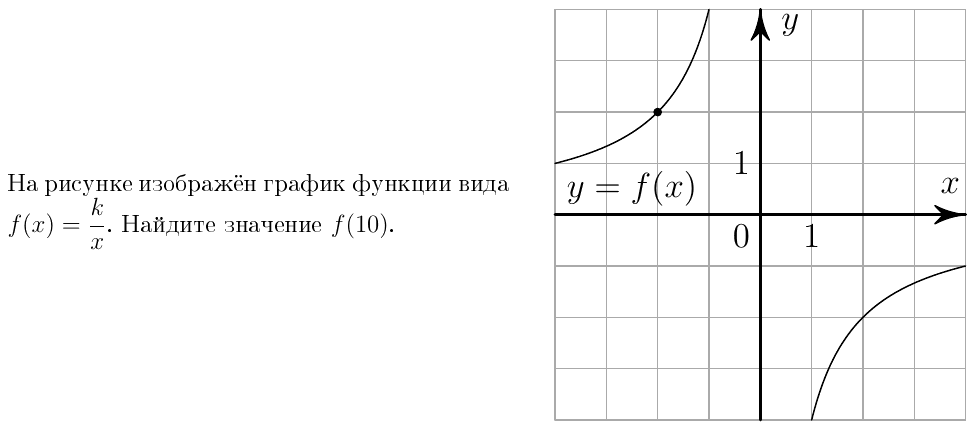 На рисунке изображён график функции вида
f(x) = k/x. Найдите значение f(10).
y
1
y = f(x)
x
0
1